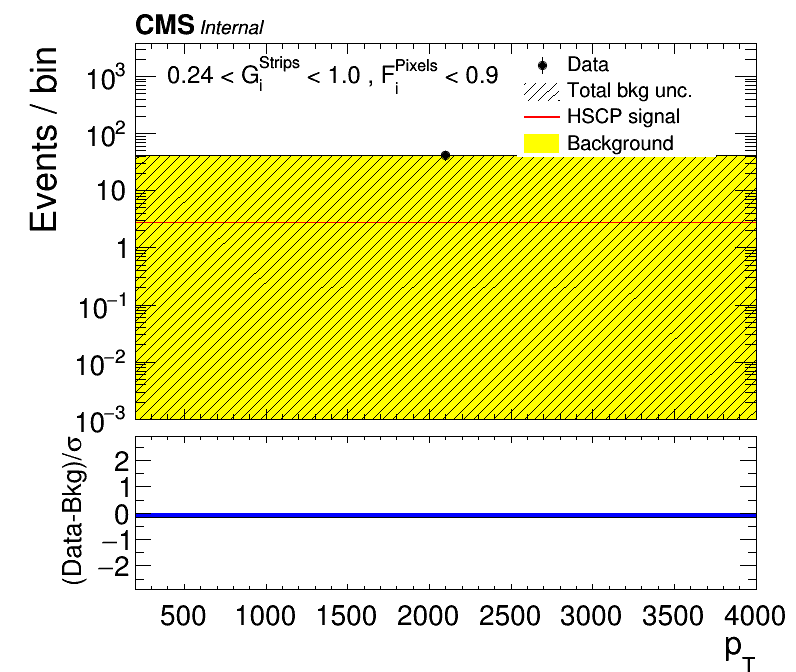 CMS Internal
Events / bin
10³
10²
10
1
10⁻¹
10⁻²
10⁻³
0.24 < G_i^Strips < 1.0 , F_i^Pixels < 0.9
Data
Total bkg unc.
HSCP signal
Background
(Data-Bkg)/σ
2
1
0
−1
−2
500 1000 1500 2000 2500 3000 3500 4000
p_T